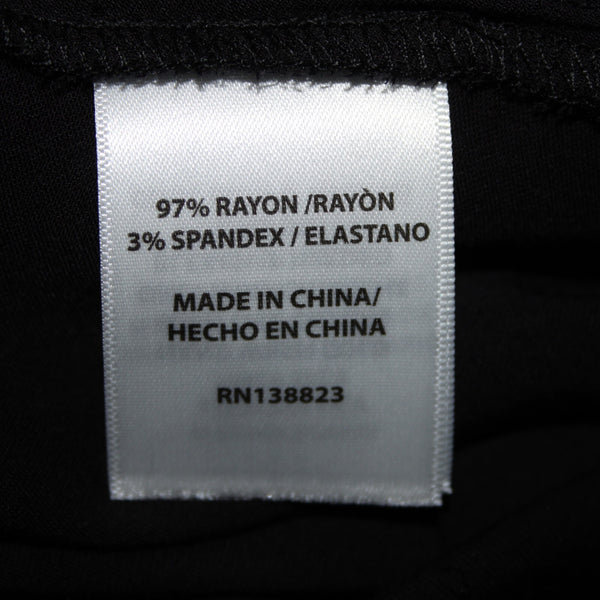 97% RAYON /RAYÒN
3% SPANDEX / ELASTANO
MADE IN CHINA/
HECHO EN CHINA
RN138823